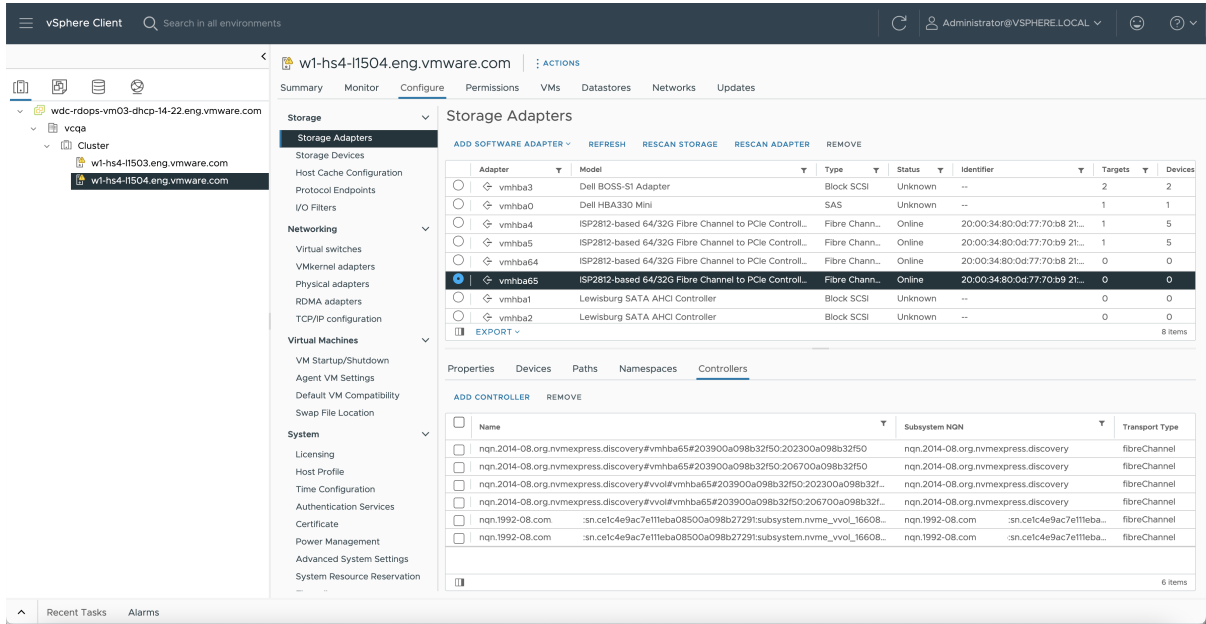 vSphere Client
Search in all environments
Administrator@VSPHERE.LOCAL
wdc-rdops-vm03-dhcp-14-22.eng.vmware.com
vcqa
Cluster
w1-hs4-l1503.eng.vmware.com
w1-hs4-l1504.eng.vmware.com
w1-hs4-l1504.eng.vmware.com
ACTIONS
Summary Monitor Configure Permissions VMs Datastores Networks Updates
Storage
Storage Adapters
Storage Devices
Host Cache Configuration
Protocol Endpoints
I/O Filters
Networking
Virtual switches
VMkernel adapters
Physical adapters
RDMA adapters
TCP/IP configuration
Virtual Machines
VM Startup/Shutdown
Agent VM Settings
Default VM Compatibility
Swap File Location
System
Licensing
Host Profile
Time Configuration
Authentication Services
Certificate
Power Management
Advanced System Settings
System Resource Reservation
Storage Adapters
ADD SOFTWARE ADAPTER REFRESH RESCAN STORAGE RESCAN ADAPTER REMOVE
Adapter Model Type Status Identifier Targets Devices
vmhba3 Dell BOSS-S1 Adapter Block SCSI Unknown -- 2 2
vmhba0 Dell HBA330 Mini SAS Unknown -- 1 1
vmhba4 ISP2812-based 64/32G Fibre Channel to PCIe Controll... Fibre Chann... Online 20:00:34:80:0d:77:70:b8 21:... 1 5
vmhba5 ISP2812-based 64/32G Fibre Channel to PCIe Controll... Fibre Chann... Online 20:00:34:80:0d:77:70:b9 21:... 1 5
vmhba64 ISP2812-based 64/32G Fibre Channel to PCIe Controll... Fibre Chann... Online 20:00:34:80:0d:77:70:b8 21:... 0 0
vmhba65 ISP2812-based 64/32G Fibre Channel to PCIe Controll... Fibre Chann... Online 20:00:34:80:0d:77:70:b9 21:... 0 0
vmhba1 Lewisburg SATA AHCI Controller Block SCSI Unknown -- 0 0
vmhba2 Lewisburg SATA AHCI Controller Block SCSI Unknown -- 0 0
EXPORT 8 items
Properties Devices Paths Namespaces Controllers
ADD CONTROLLER REMOVE
Name Subsystem NQN Transport Type
nqn.2014-08.org.nvmexpress.discovery#vmhba65#203900a098b32f50:202300a098b32f50 nqn.2014-08.org.nvmexpress.discovery fibreChannel
nqn.2014-08.org.nvmexpress.discovery#vmhba65#203900a098b32f50:206700a098b32f50 nqn.2014-08.org.nvmexpress.discovery fibreChannel
nqn.2014-08.org.nvmexpress.discovery#vvol#vmhba65#203900a098b32f50:202300a098b32f... nqn.2014-08.org.nvmexpress.discovery fibreChannel
nqn.2014-08.org.nvmexpress.discovery#vvol#vmhba65#203900a098b32f50:206700a098b32f... nqn.2014-08.org.nvmexpress.discovery fibreChannel
nqn.1992-08.com :sn.ce1c4e9ac7e111eba08500a098b27291:subsystem.nvme_vvol_16608... nqn.1992-08.com :sn.ce1c4e9ac7e111eba... fibreChannel
nqn.1992-08.com :sn.ce1c4e9ac7e111eba08500a098b27291:subsystem.nvme_vvol_16608... nqn.1992-08.com :sn.ce1c4e9ac7e111eba... fibreChannel
6 items
Recent Tasks Alarms